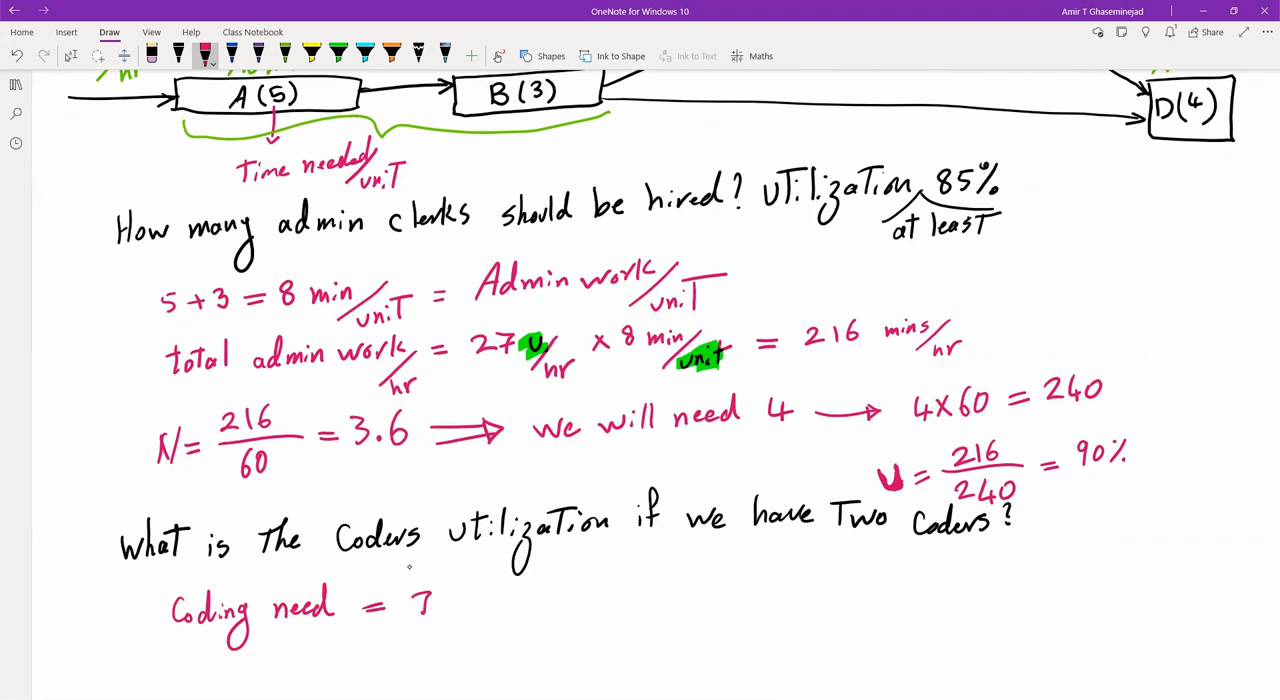 OneNote for Windows 10
Amir T Ghaseminejad
Home Insert Draw View Help Class Notebook
Share
Shapes Ink to Shape Ink to Text Maths
/hr
A (5) B (3) D(4)
Time needed/unit
How many admin clerks should be hired? utilization 85%
at least
5+3 = 8 min/unit = Admin work/unit
total admin work/hr = 27 u/hr × 8 min/unit = 216 mins/hr
N = 216/60 = 3.6 ⟹ we will need 4 → 4×60 = 240
u = 216/240 = 90%
What is the Coders utilization if we have Two Coders?
Coding need =